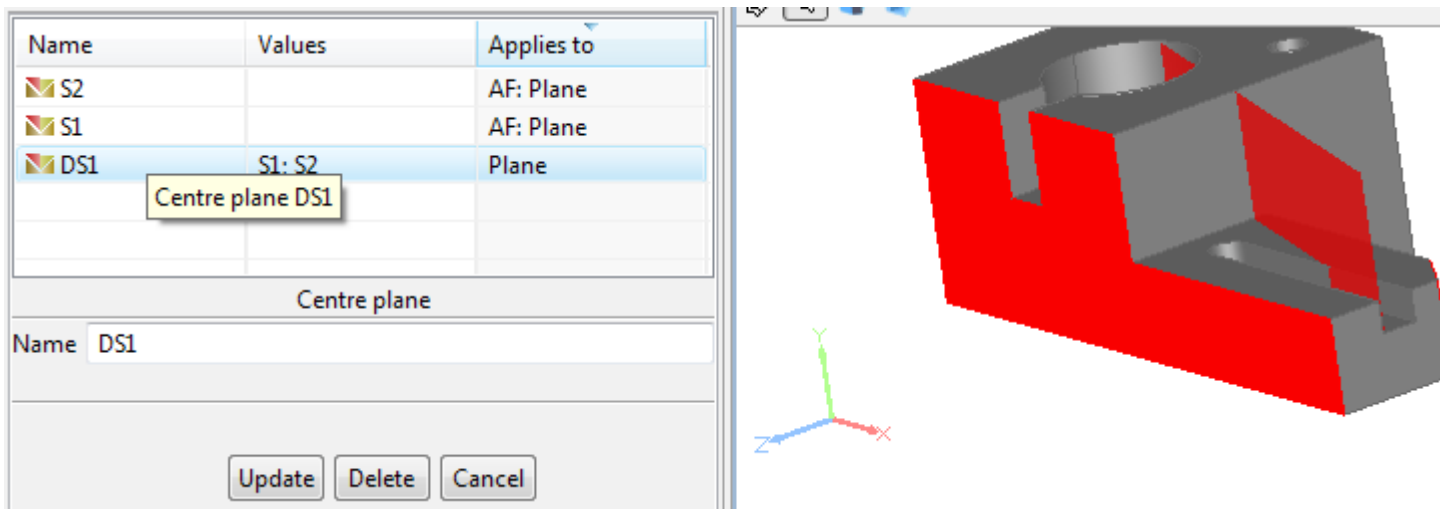 Name Values Applies to
S2 AF: Plane
S1 AF: Plane
DS1 S1: S2 Plane
Centre plane DS1
Centre plane
Name DS1
Update Delete Cancel
Y
Z X